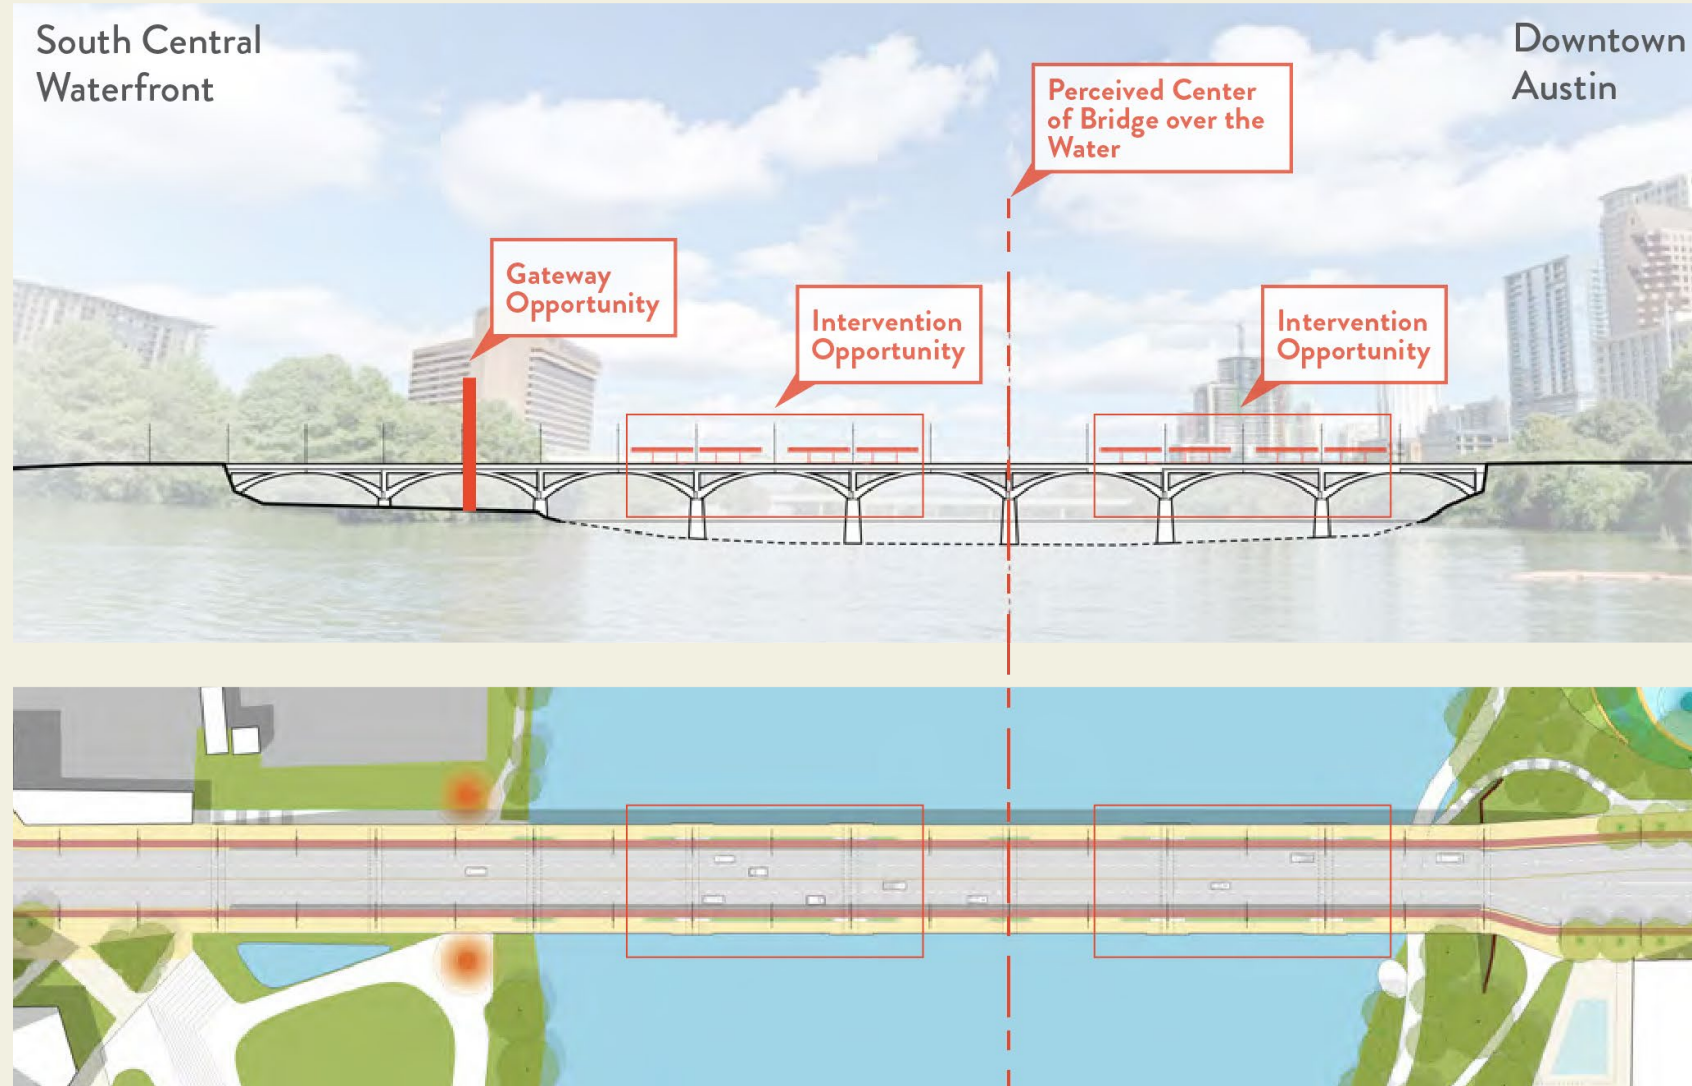 South Central
Waterfront
Downtown
Austin
Perceived Center
of Bridge over the
Water
Gateway
Opportunity
Intervention
Opportunity
Intervention
Opportunity